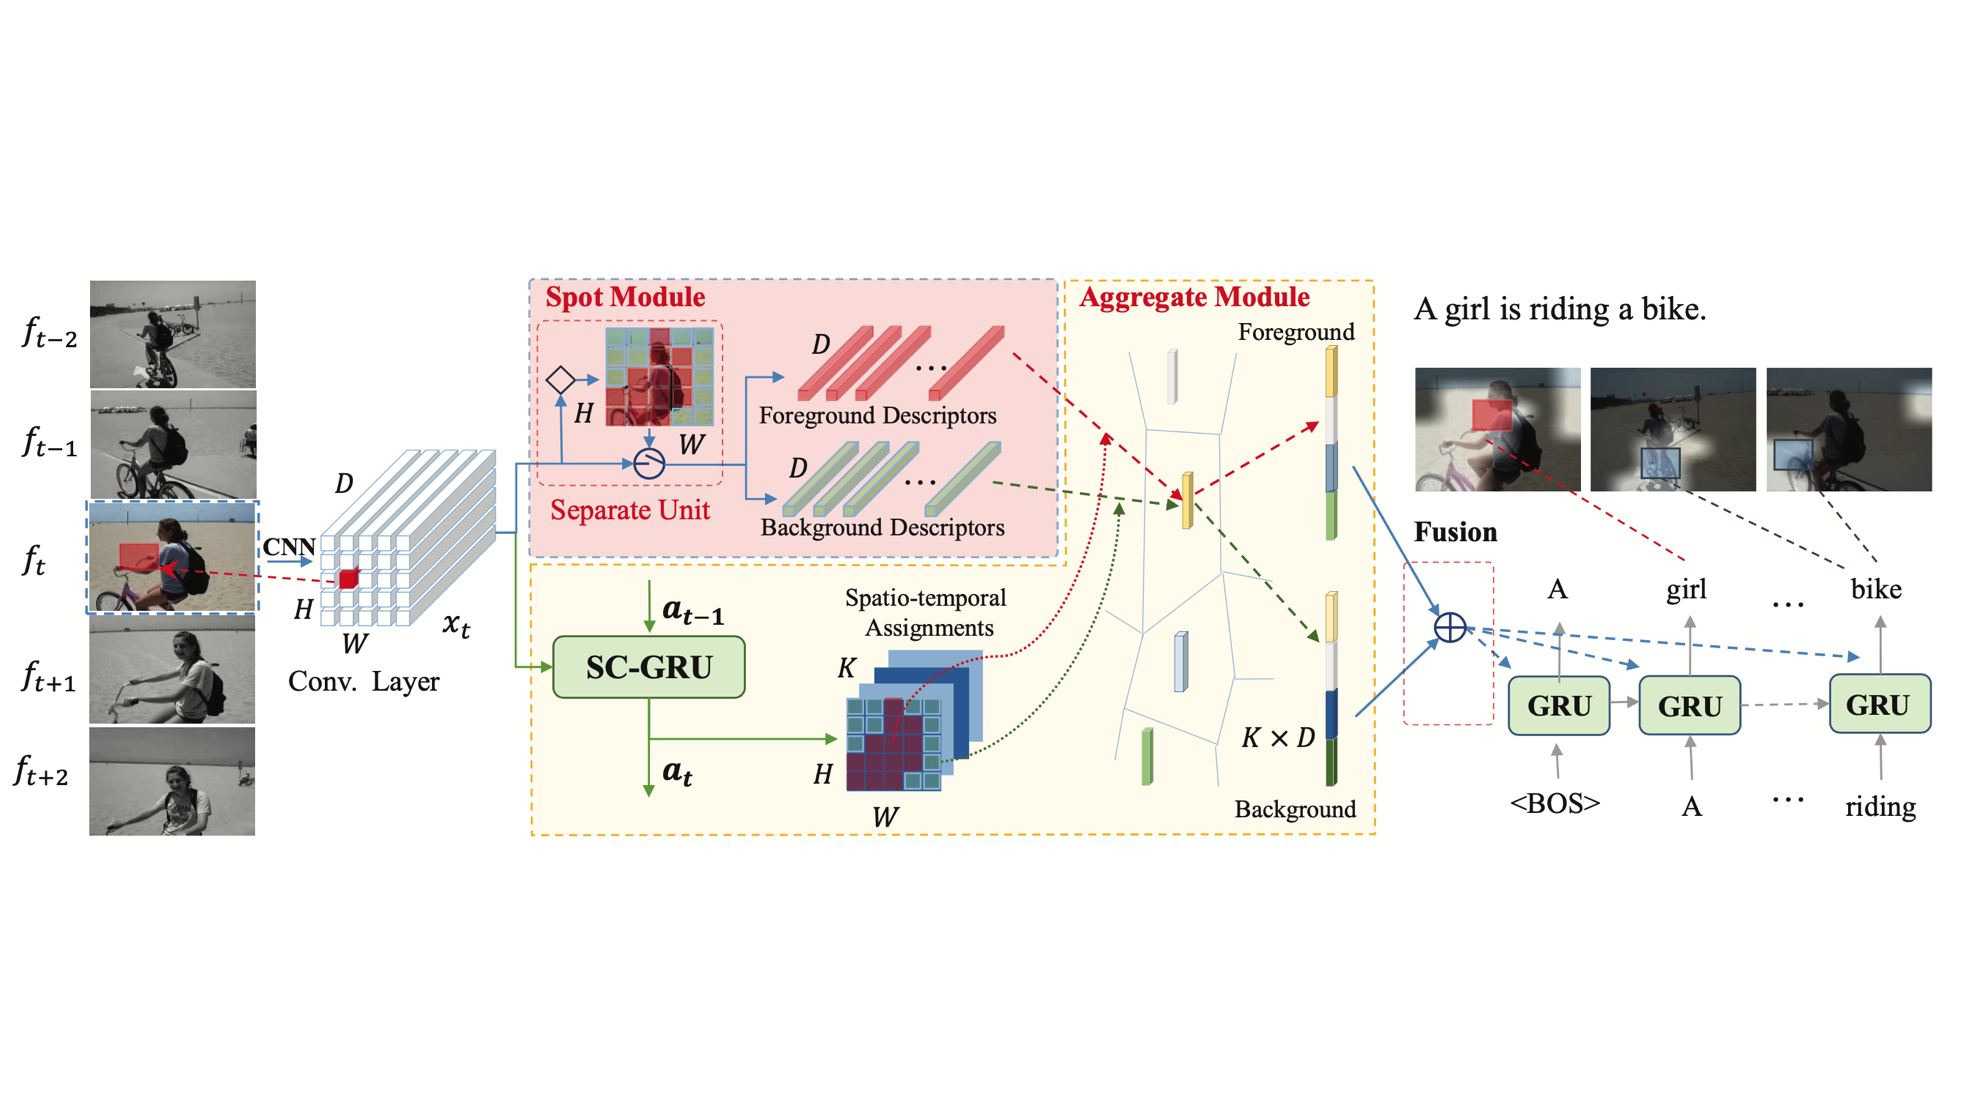 f_{t-2}
f_{t-1}
f_t
f_{t+1}
f_{t+2}
CNN
D
H
W
x_t
Conv. Layer
Spot Module
H
W
Separate Unit
D
Foreground Descriptors
...
D
Background Descriptors
...
a_{t-1}
SC-GRU
a_t
Spatio-temporal
Assignments
K
H
W
Aggregate Module
Foreground
K × D
Background
A girl is riding a bike.
Fusion
A
girl
...
bike
GRU
GRU
GRU
<BOS>
A
...
riding